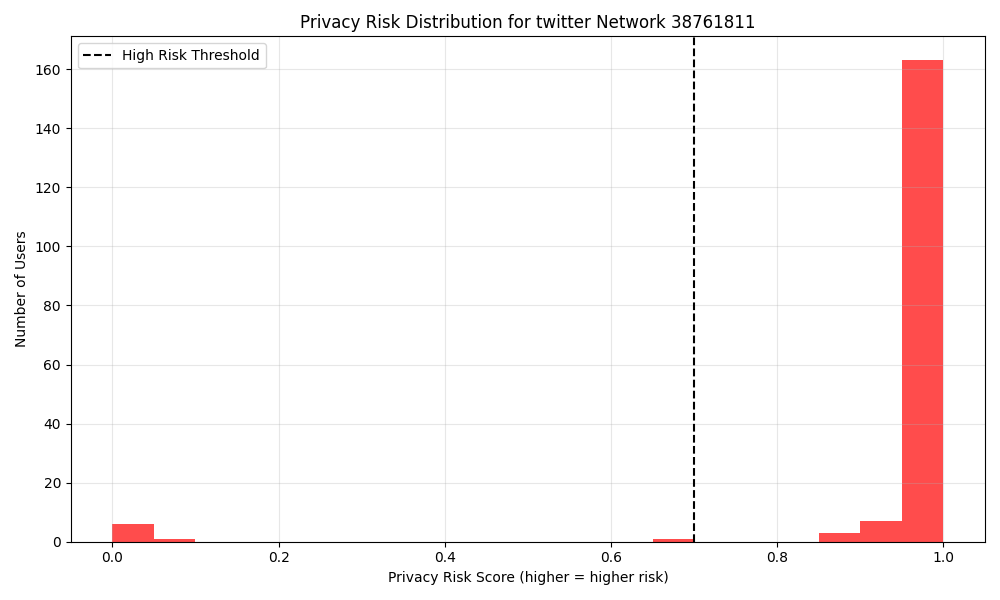 Privacy Risk Distribution for twitter Network 38761811
High Risk Threshold
160
140
120
100
80
60
40
20
0
Number of Users
0.0 0.2 0.4 0.6 0.8 1.0
Privacy Risk Score (higher = higher risk)